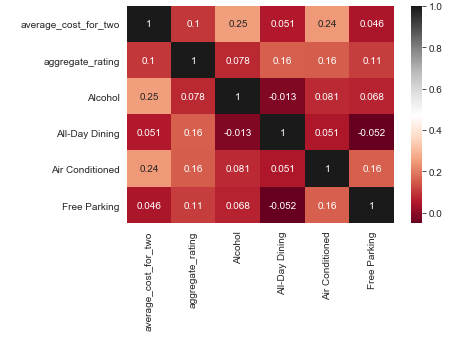 average_cost_for_two 1 0.1 0.25 0.051 0.24 0.046
aggregate_rating 0.1 1 0.078 0.16 0.16 0.11
Alcohol 0.25 0.078 1 -0.013 0.081 0.068
All-Day Dining 0.051 0.16 -0.013 1 0.051 -0.052
Air Conditioned 0.24 0.16 0.081 0.051 1 0.16
Free Parking 0.046 0.11 0.068 -0.052 0.16 1
average_cost_for_two
aggregate_rating
Alcohol
All-Day Dining
Air Conditioned
Free Parking
1.0
0.8
0.6
0.4
0.2
0.0